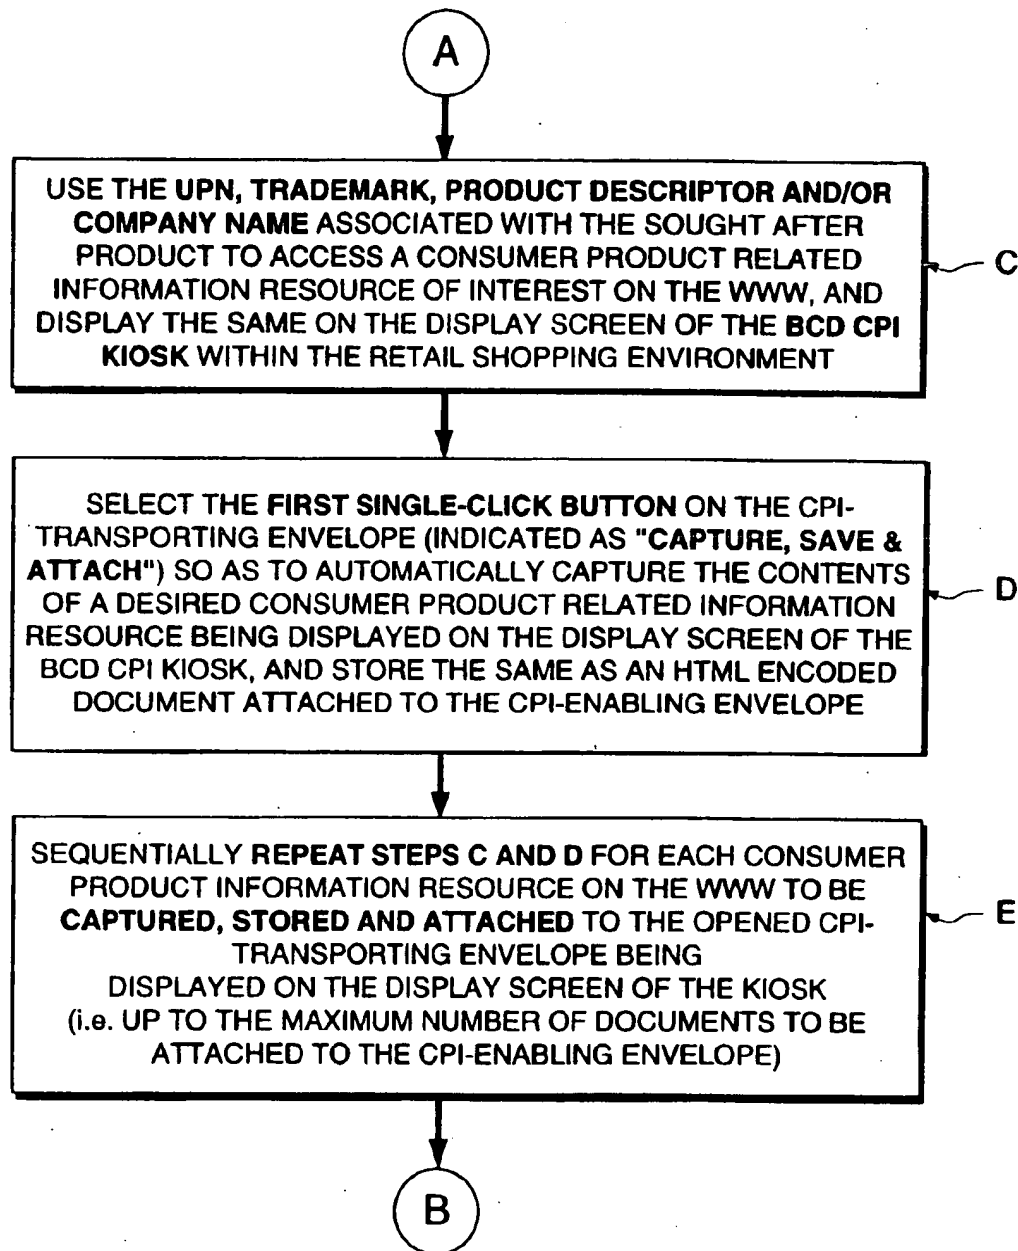 A
USE THE UPN, TRADEMARK, PRODUCT DESCRIPTOR AND/OR
COMPANY NAME ASSOCIATED WITH THE SOUGHT AFTER
PRODUCT TO ACCESS A CONSUMER PRODUCT RELATED
INFORMATION RESOURCE OF INTEREST ON THE WWW, AND
DISPLAY THE SAME ON THE DISPLAY SCREEN OF THE BCD CPI
KIOSK WITHIN THE RETAIL SHOPPING ENVIRONMENT
C
SELECT THE FIRST SINGLE-CLICK BUTTON ON THE CPI-
TRANSPORTING ENVELOPE (INDICATED AS "CAPTURE, SAVE &
ATTACH") SO AS TO AUTOMATICALLY CAPTURE THE CONTENTS
OF A DESIRED CONSUMER PRODUCT RELATED INFORMATION
RESOURCE BEING DISPLAYED ON THE DISPLAY SCREEN OF THE
BCD CPI KIOSK, AND STORE THE SAME AS AN HTML ENCODED
DOCUMENT ATTACHED TO THE CPI-ENABLING ENVELOPE
D
SEQUENTIALLY REPEAT STEPS C AND D FOR EACH CONSUMER
PRODUCT INFORMATION RESOURCE ON THE WWW TO BE
CAPTURED, STORED AND ATTACHED TO THE OPENED CPI-
TRANSPORTING ENVELOPE BEING
DISPLAYED ON THE DISPLAY SCREEN OF THE KIOSK
(i.e. UP TO THE MAXIMUM NUMBER OF DOCUMENTS TO BE
ATTACHED TO THE CPI-ENABLING ENVELOPE)
E
B